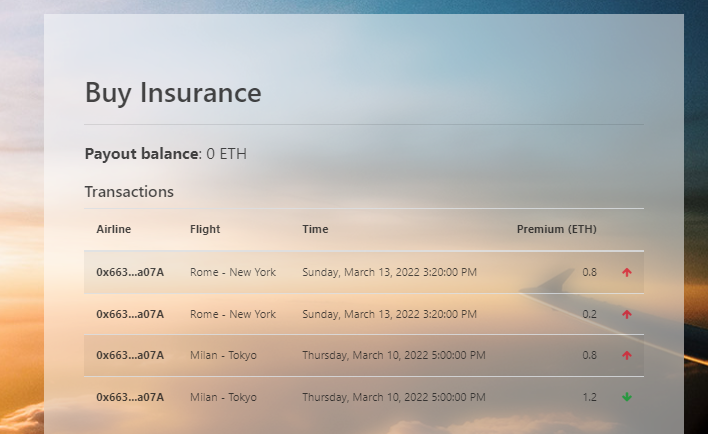 Buy Insurance
Payout balance: 0 ETH
Transactions
Airline Flight Time Premium (ETH)
0x663...a07A Rome - New York Sunday, March 13, 2022 3:20:00 PM 0.8
0x663...a07A Rome - New York Sunday, March 13, 2022 3:20:00 PM 0.2
0x663...a07A Milan - Tokyo Thursday, March 10, 2022 5:00:00 PM 0.8
0x663...a07A Milan - Tokyo Thursday, March 10, 2022 5:00:00 PM 1.2